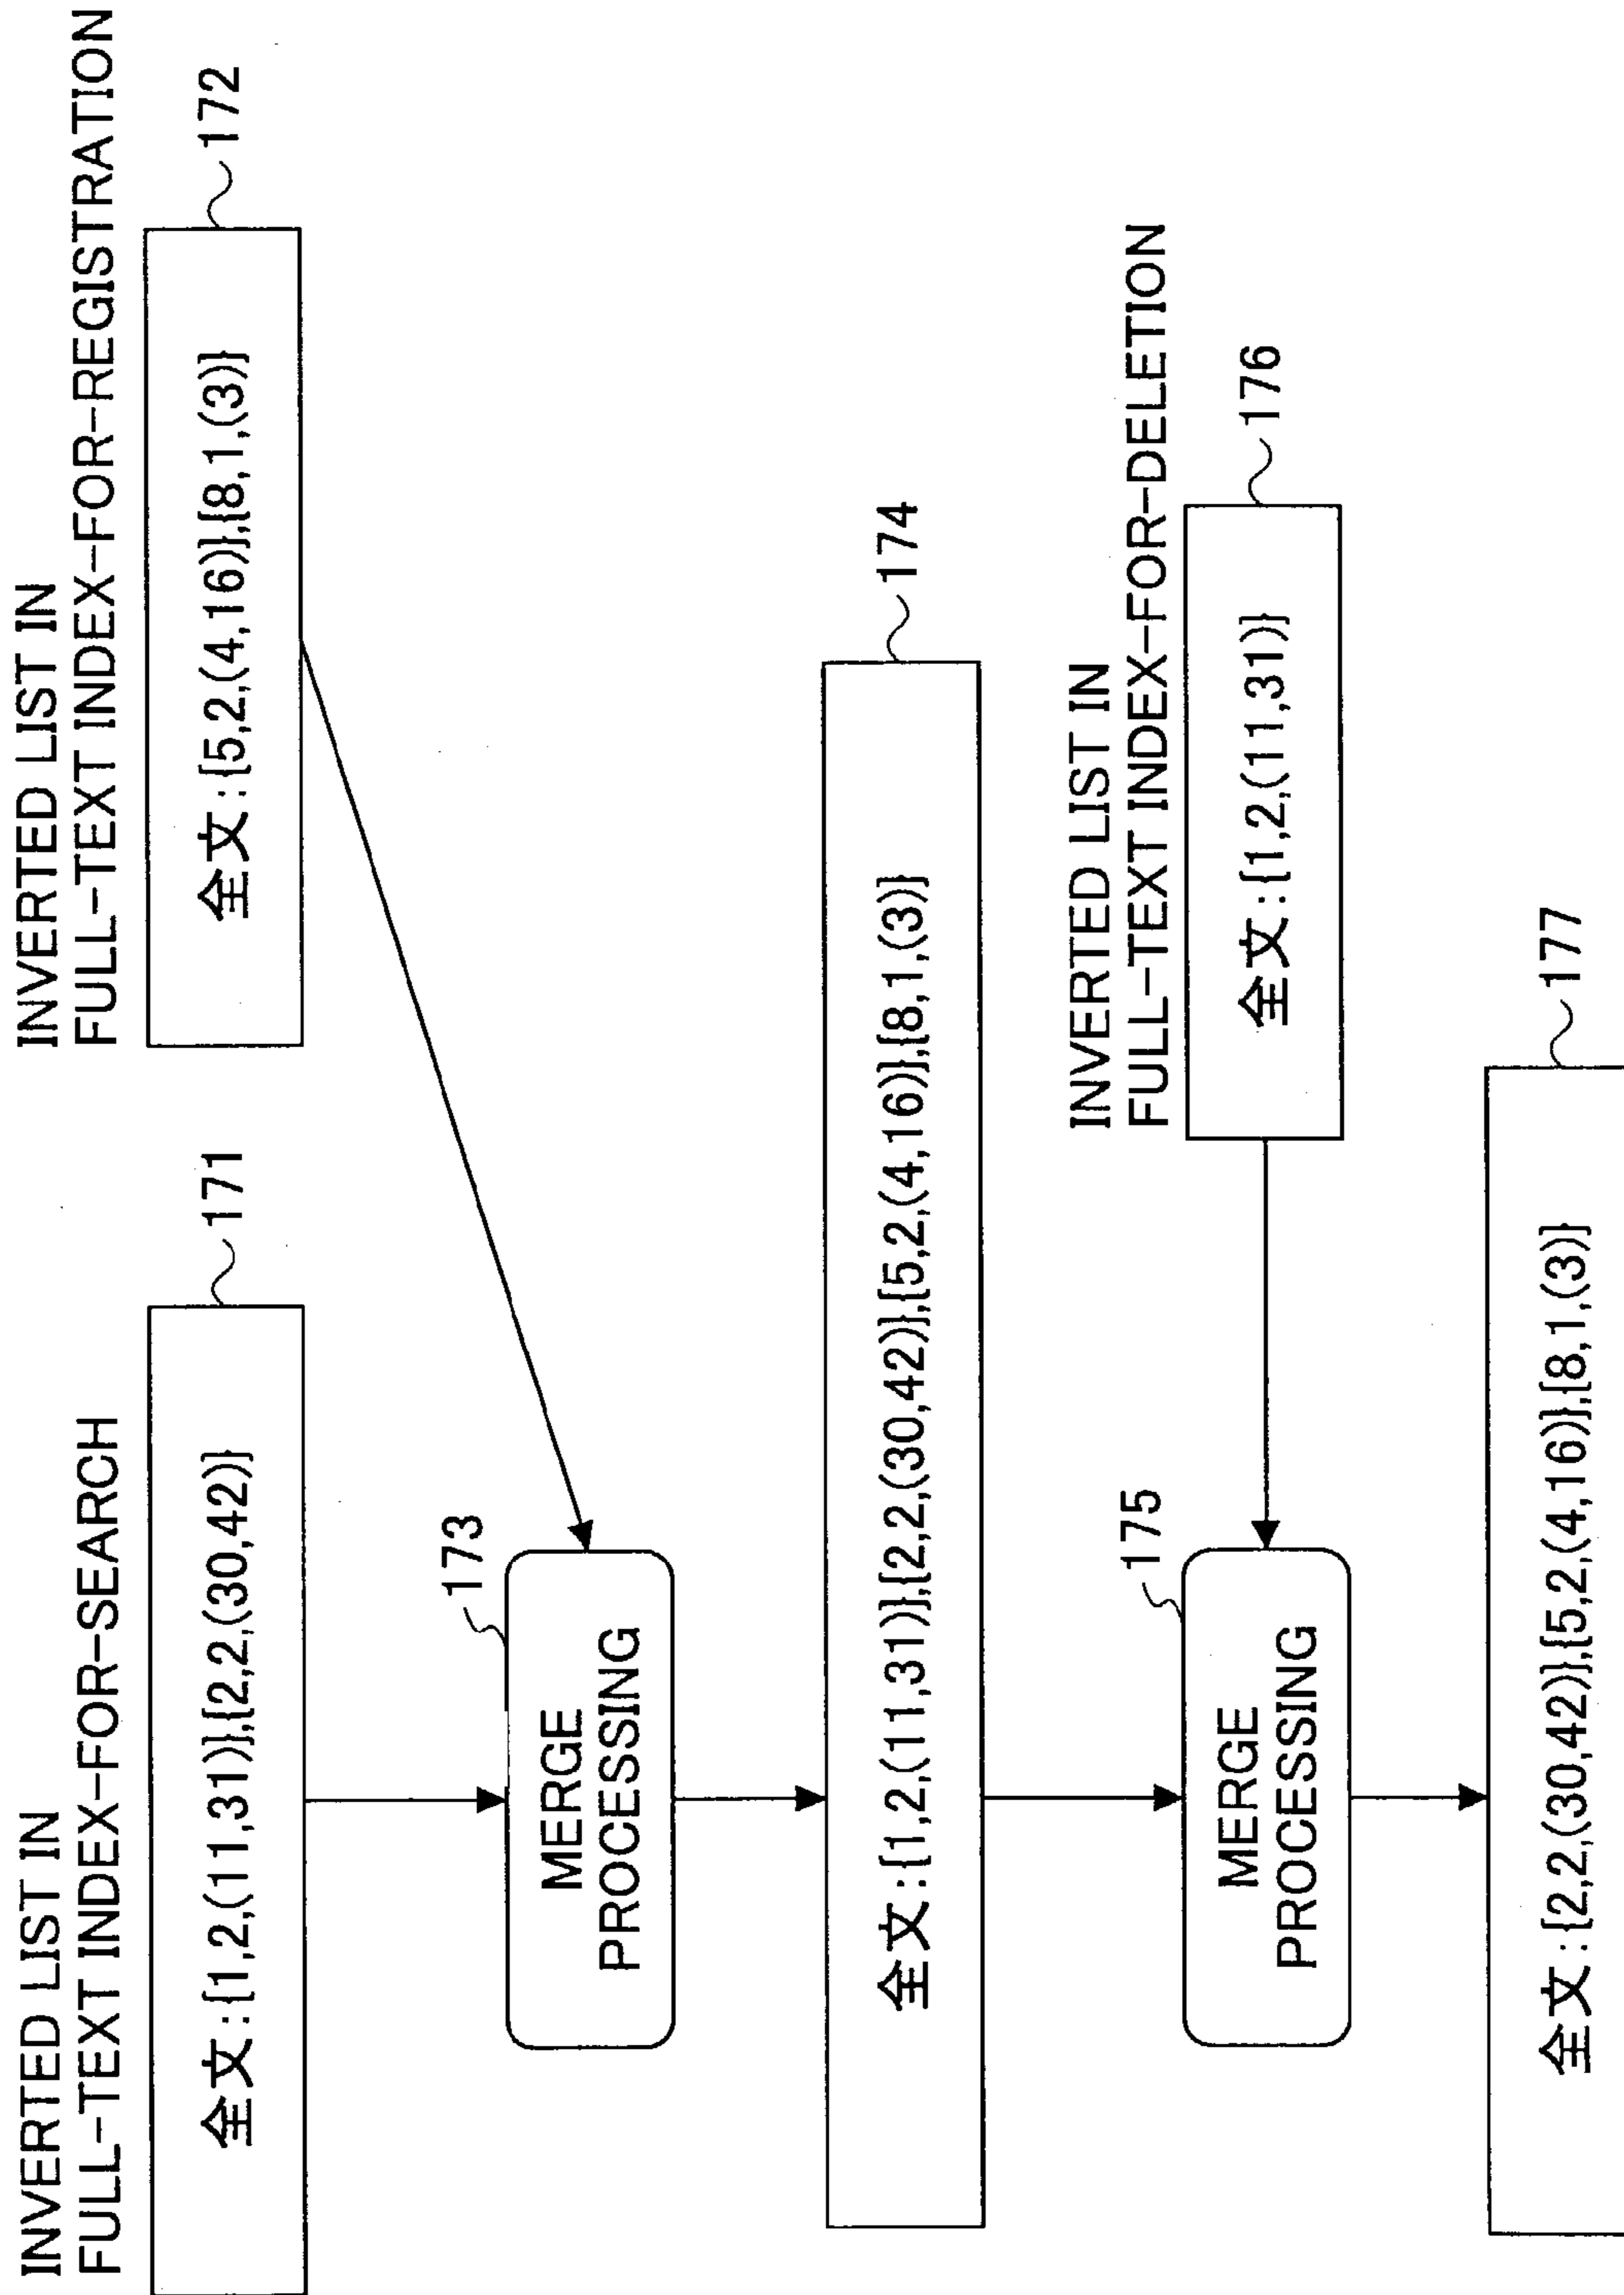 INVERTED LIST IN
FULL-TEXT INDEX-FOR-SEARCH
171
全文:{1,2,(11,31)},{2,2,(30,42)}
INVERTED LIST IN
FULL-TEXT INDEX-FOR-REGISTRATION
172
全文:{5,2,(4,16)},{8,1,(3)}
173
MERGE
PROCESSING
174
全文:{1,2,(11,31)},{2,2,(30,42)},{5,2,(4,16)},{8,1,(3)}
INVERTED LIST IN
FULL-TEXT INDEX-FOR-DELETION
176
全文:{1,2,(11,31)}
175
MERGE
PROCESSING
177
全文:{2,2,(30,42)},{5,2,(4,16)},{8,1,(3)}